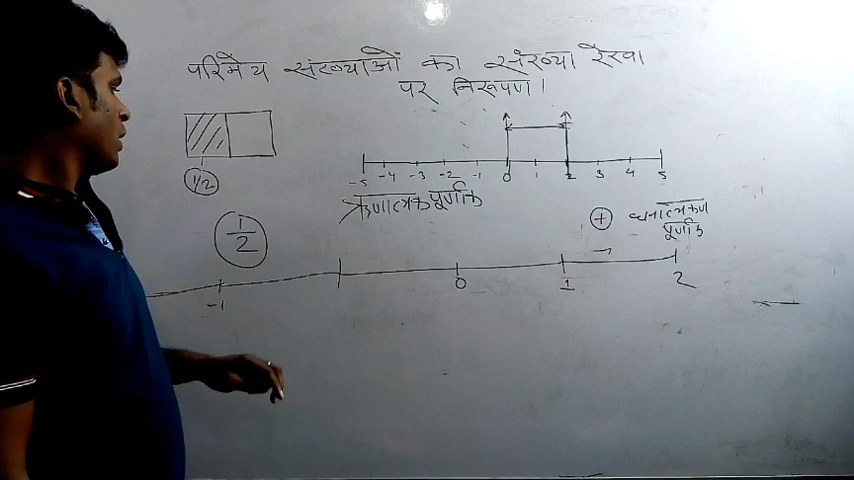 परिमेय संख्याओं का संख्या रेखा
पर निरूपण।
-5 -4 -3 -2 -1 0 1 2 3 4 5
1/2
ऋणात्मक पूर्णांक
1/2
+ धनात्मक
पूर्णांक
-1 0 1 2